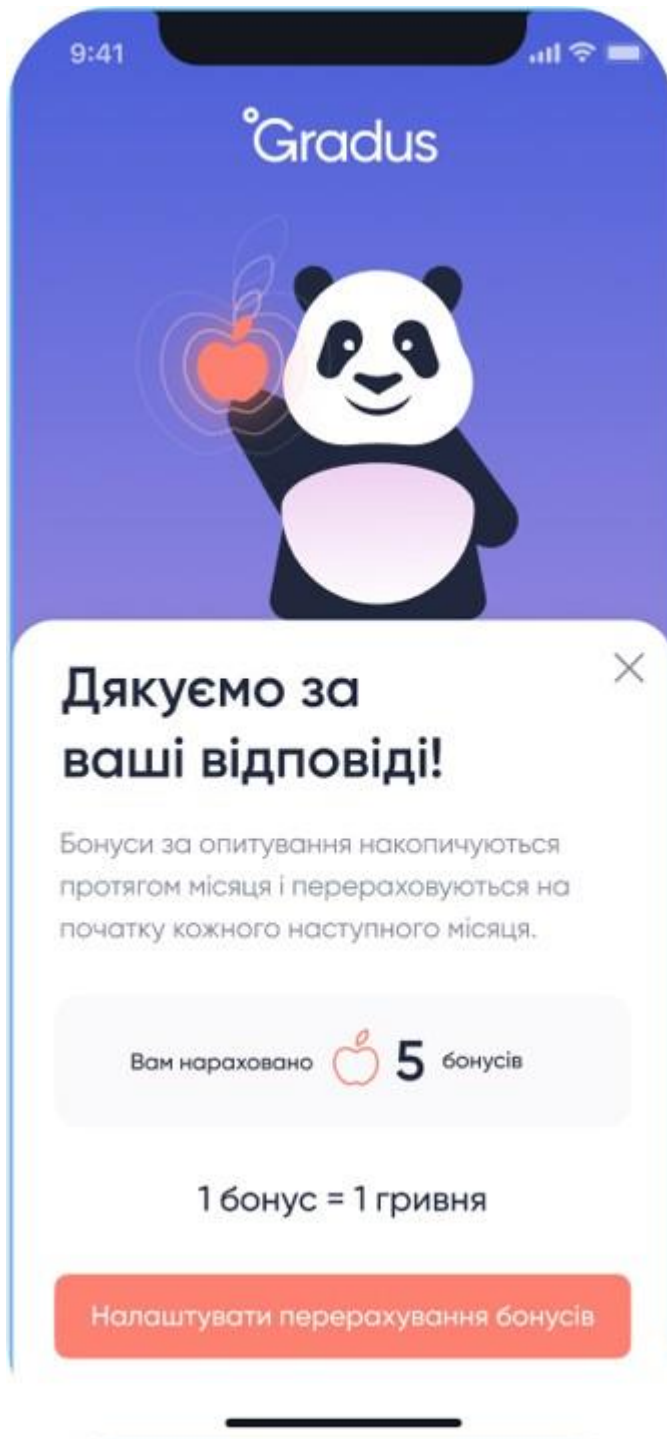 9:41
°Gradus
Дякуємо за
ваші відповіді!
Бонуси за опитування накопичуються
протягом місяця і перераховуються на
початку кожного наступного місяця.
Вам нараховано 5 бонусів
1 бонус = 1 гривня
Налаштувати перерахування бонусів